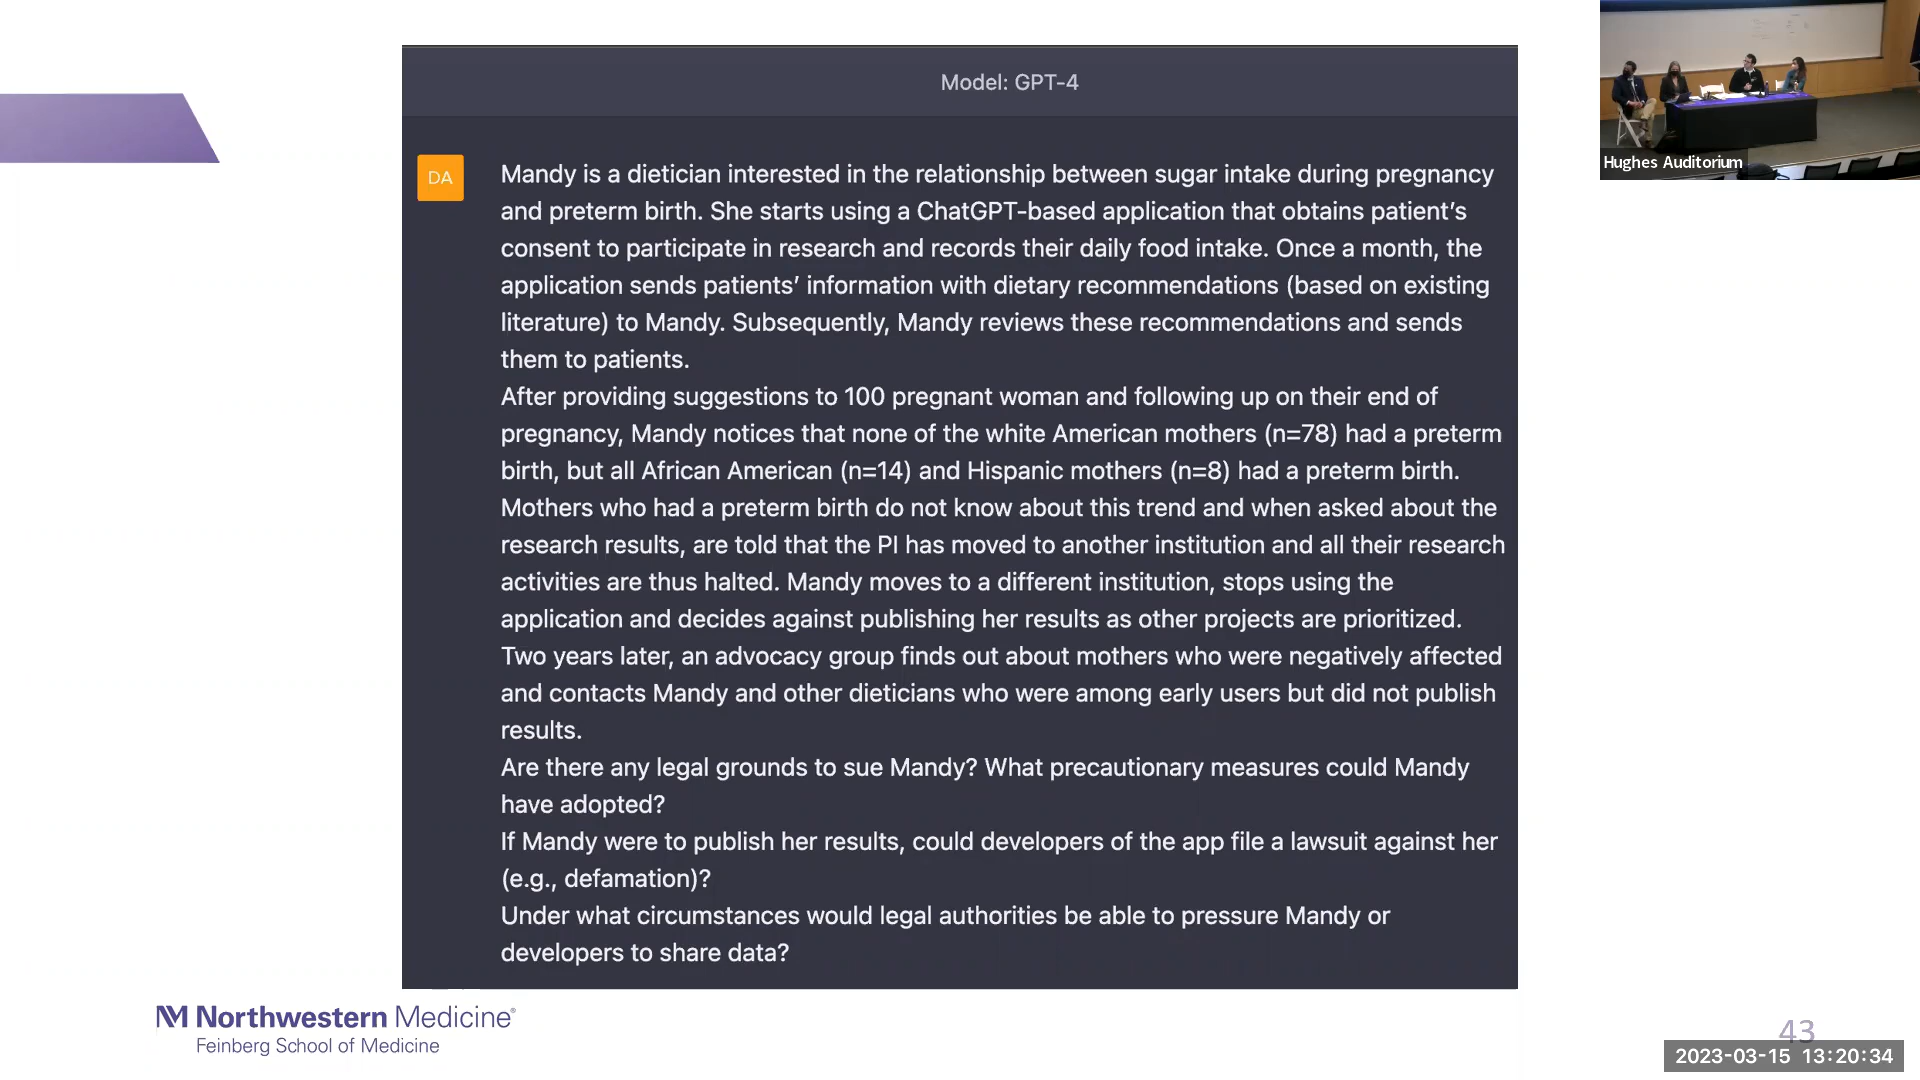 Model: GPT-4
DA
Mandy is a dietician interested in the relationship between sugar intake during pregnancy
and preterm birth. She starts using a ChatGPT-based application that obtains patient’s
consent to participate in research and records their daily food intake. Once a month, the
application sends patients’ information with dietary recommendations (based on existing
literature) to Mandy. Subsequently, Mandy reviews these recommendations and sends
them to patients.
After providing suggestions to 100 pregnant woman and following up on their end of
pregnancy, Mandy notices that none of the white American mothers (n=78) had a preterm
birth, but all African American (n=14) and Hispanic mothers (n=8) had a preterm birth.
Mothers who had a preterm birth do not know about this trend and when asked about the
research results, are told that the PI has moved to another institution and all their research
activities are thus halted. Mandy moves to a different institution, stops using the
application and decides against publishing her results as other projects are prioritized.
Two years later, an advocacy group finds out about mothers who were negatively affected
and contacts Mandy and other dieticians who were among early users but did not publish
results.
Are there any legal grounds to sue Mandy? What precautionary measures could Mandy
have adopted?
If Mandy were to publish her results, could developers of the app file a lawsuit against her
(e.g., defamation)?
Under what circumstances would legal authorities be able to pressure Mandy or
developers to share data?
Hughes Auditorium
NM Northwestern Medicine®
Feinberg School of Medicine
43
2023-03-15 13:20:34